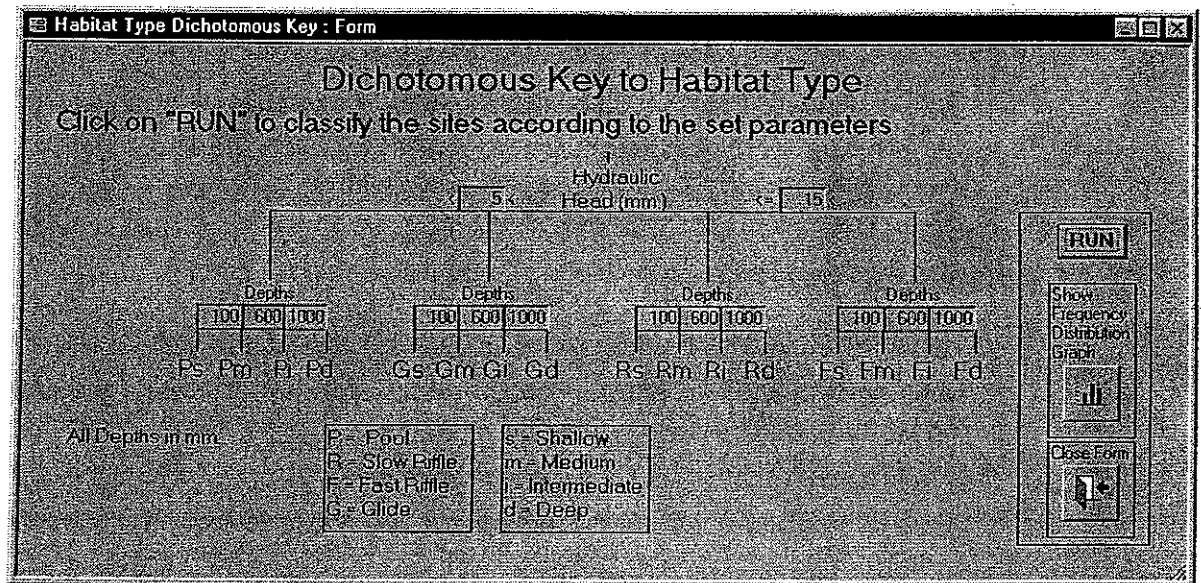 Habitat Type Dichotomous Key : Form
Dichotomous Key to Habitat Type
Click on "RUN" to classify the sites according to the set parameters
Hydraulic
Head (mm)
< 5 <
<= 15 <
Depths Depths Depths Depths
100 600 1000 100 600 1000 100 600 1000 100 600 1000
Ps Pm Pi Pd Gs Gm Gi Gd Rs Rm Ri Rd Fs Fm Fi Fd
All Depths in mm
P = Pool
R = Slow Riffle
F = Fast Riffle
G = Glide
s = Shallow
m = Medium
i = Intermediate
d = Deep
RUN
Show
Frequency
Distribution
Graph
Close Form